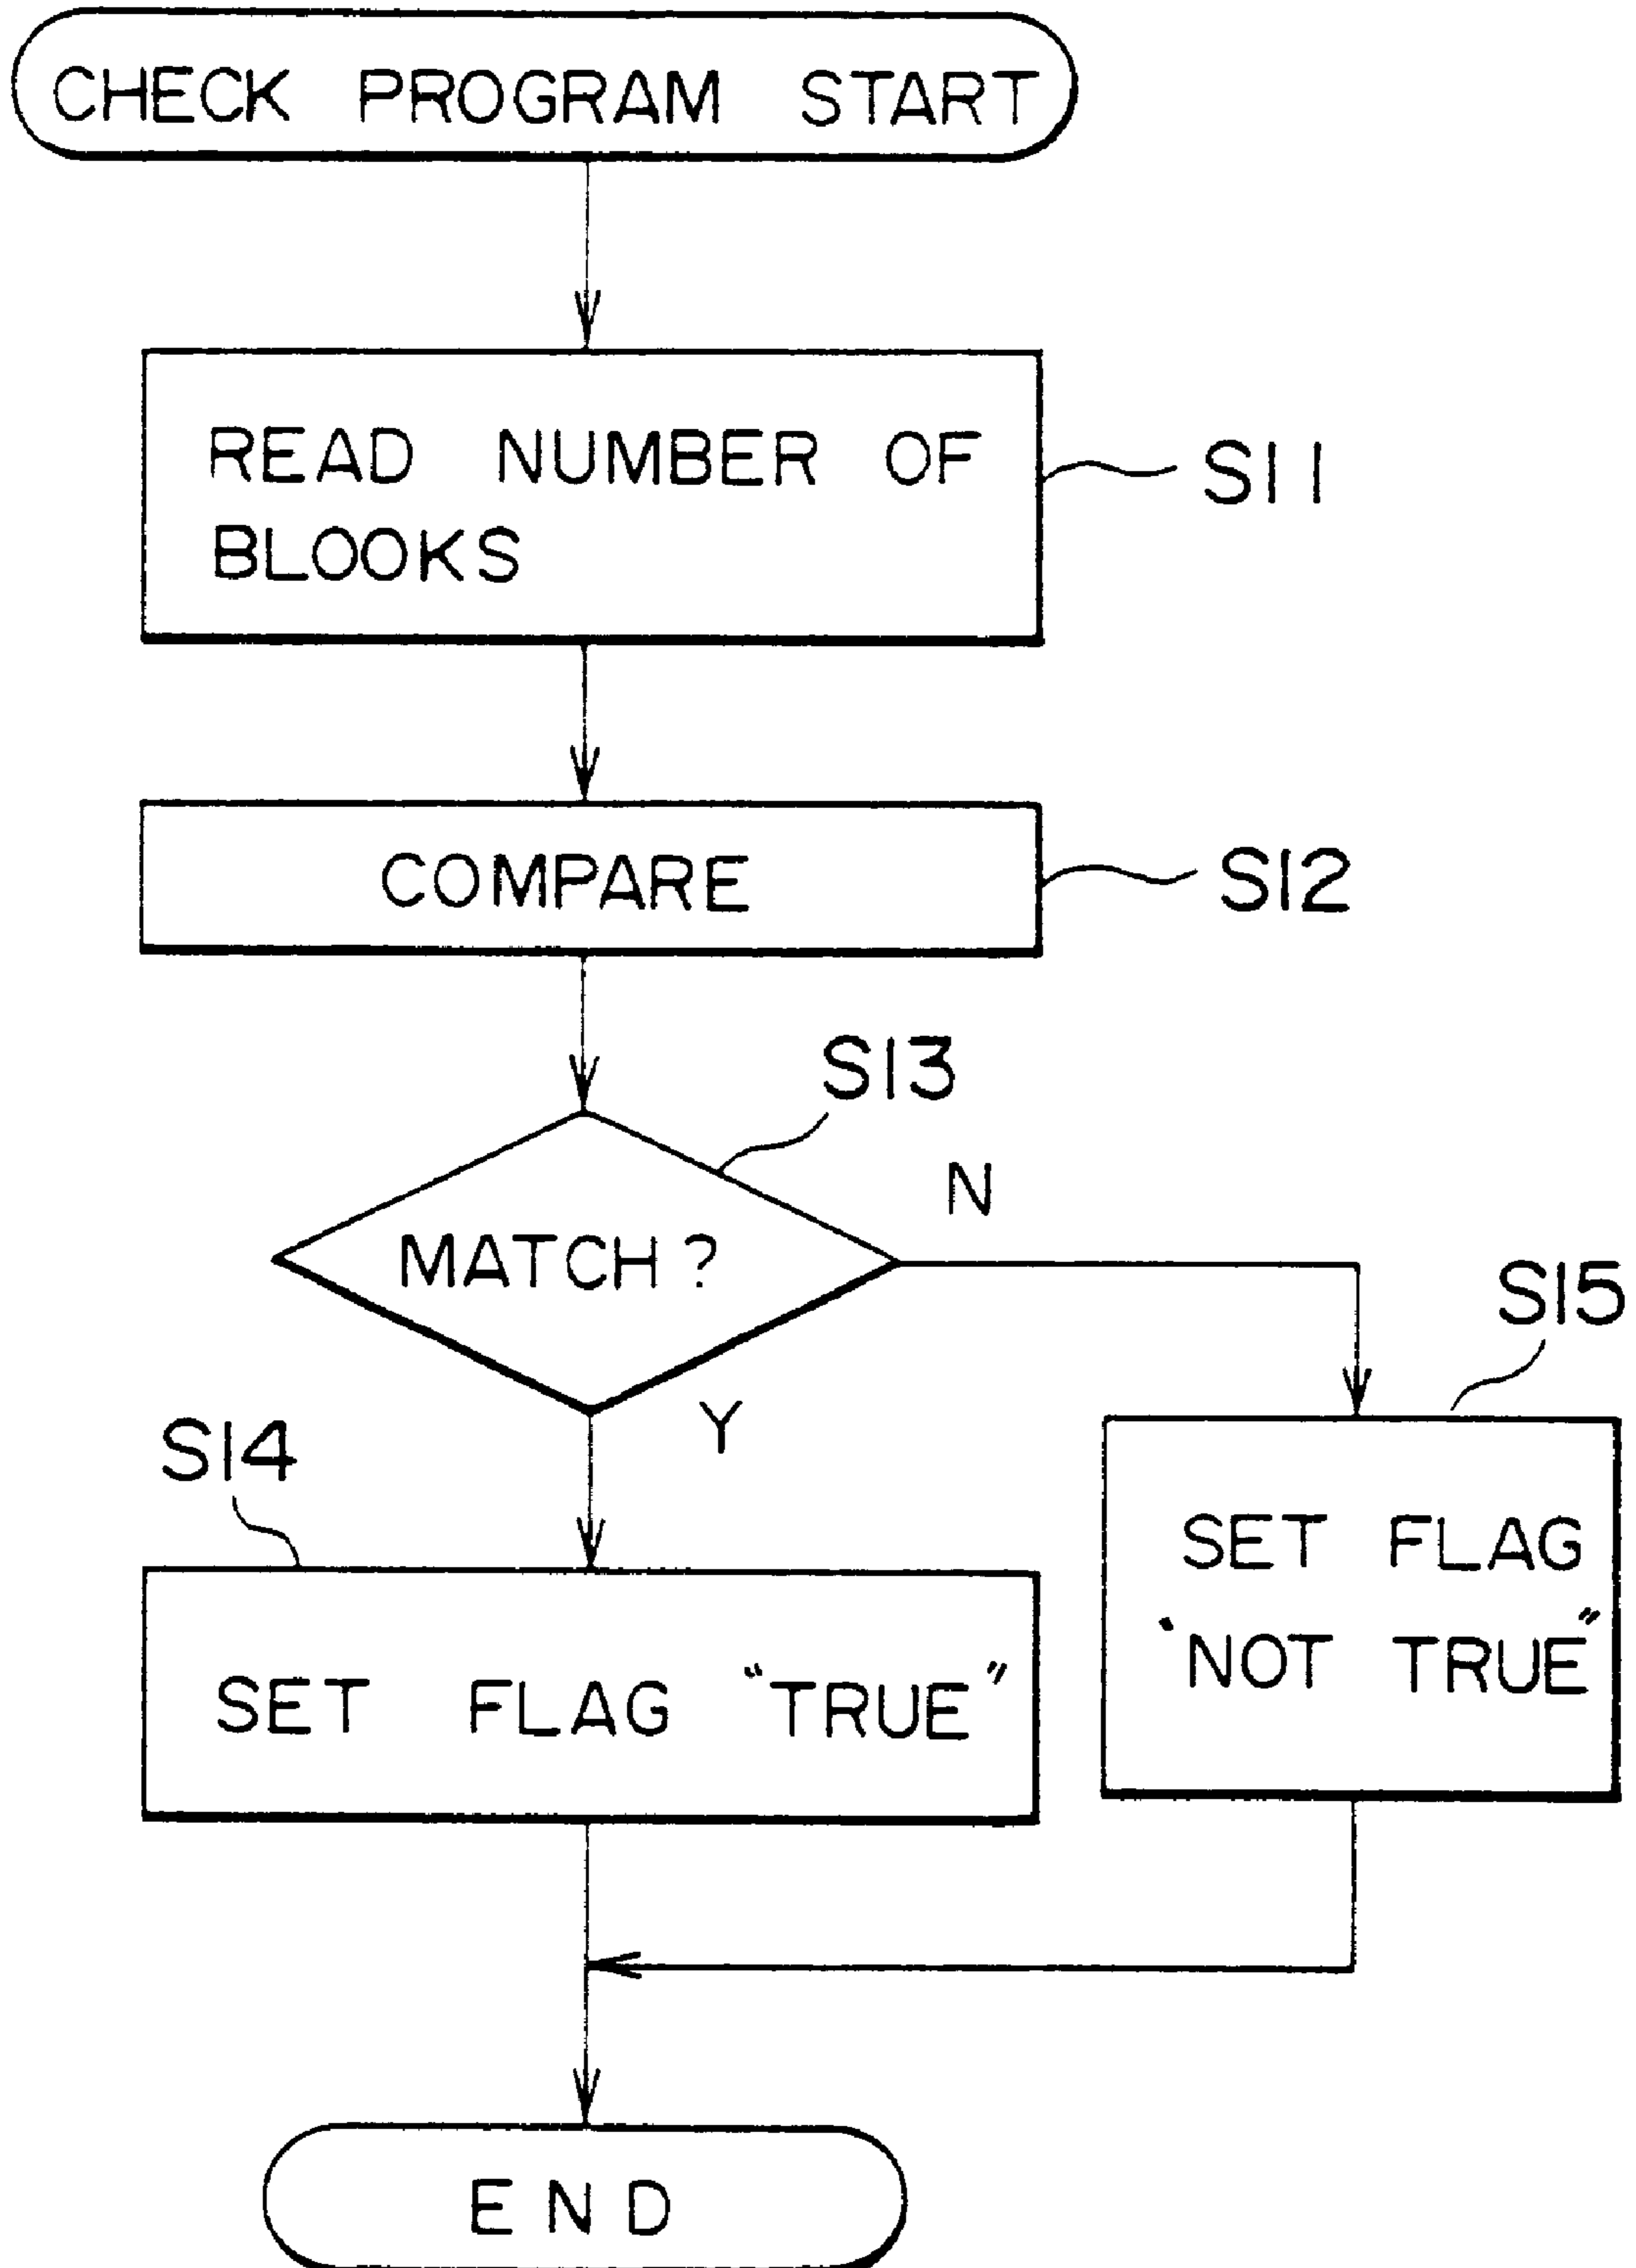 CHECK PROGRAM START
READ NUMBER OF
BLOOKS
S11
COMPARE
S12
S13
N
MATCH?
S15
Y
S14
SET FLAG
"NOT TRUE"
SET FLAG "TRUE"
END